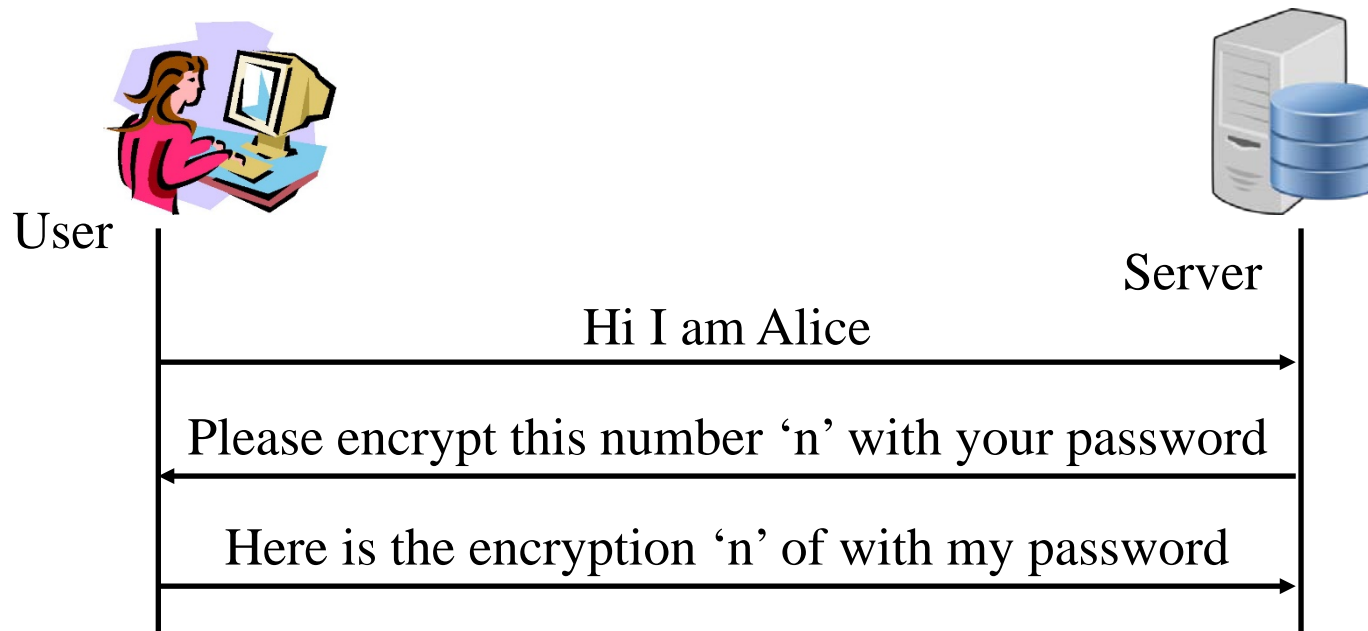 User
Server
Hi I am Alice
Please encrypt this number ‘n’ with your password
Here is the encryption ‘n’ of with my password